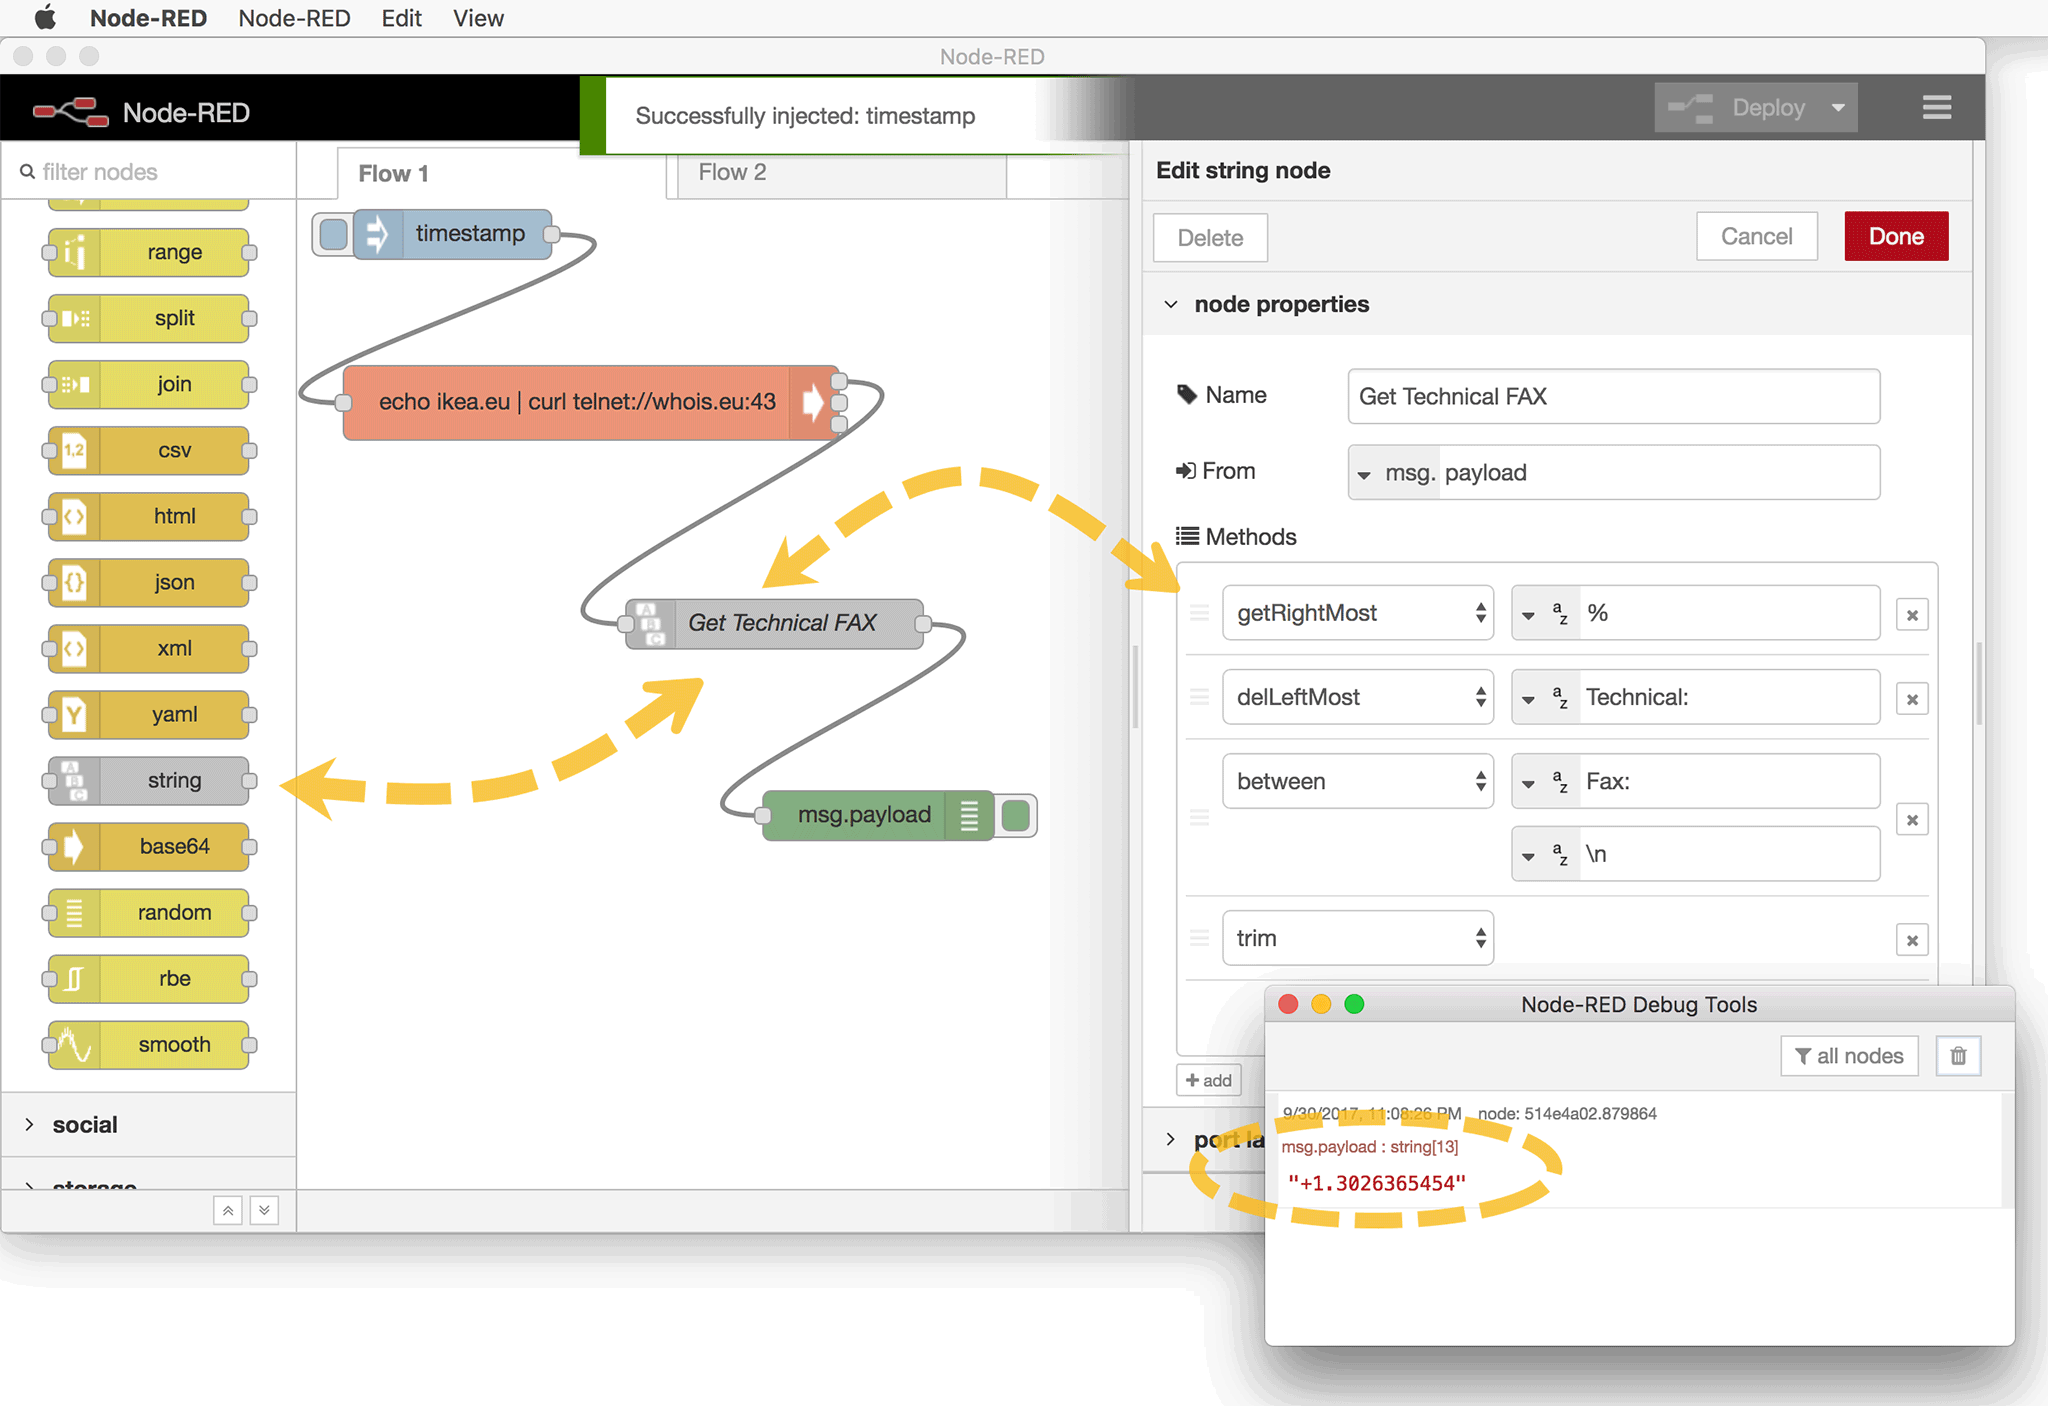 Node-RED Node-RED Edit View
Node-RED
Node-RED
Successfully injected: timestamp
Deploy
filter nodes
Flow 1
Flow 2
range
split
join
1,2 csv
html
json
xml
Y yaml
A B C string
base64
random
rbe
smooth
social
storage
timestamp
echo ikea.eu | curl telnet://whois.eu:43
A B C Get Technical FAX
msg.payload
Edit string node
Delete
Cancel
Done
node properties
Name
Get Technical FAX
From
msg. payload
Methods
getRightMost
a z %
delLeftMost
a z Technical:
between
a z Fax:
a z \n
trim
+ add
port la
Node-RED Debug Tools
all nodes
9/30/2017, 11:08:26 PM node: 514e4a02.879864
msg.payload : string[13]
"+1.3026365454"